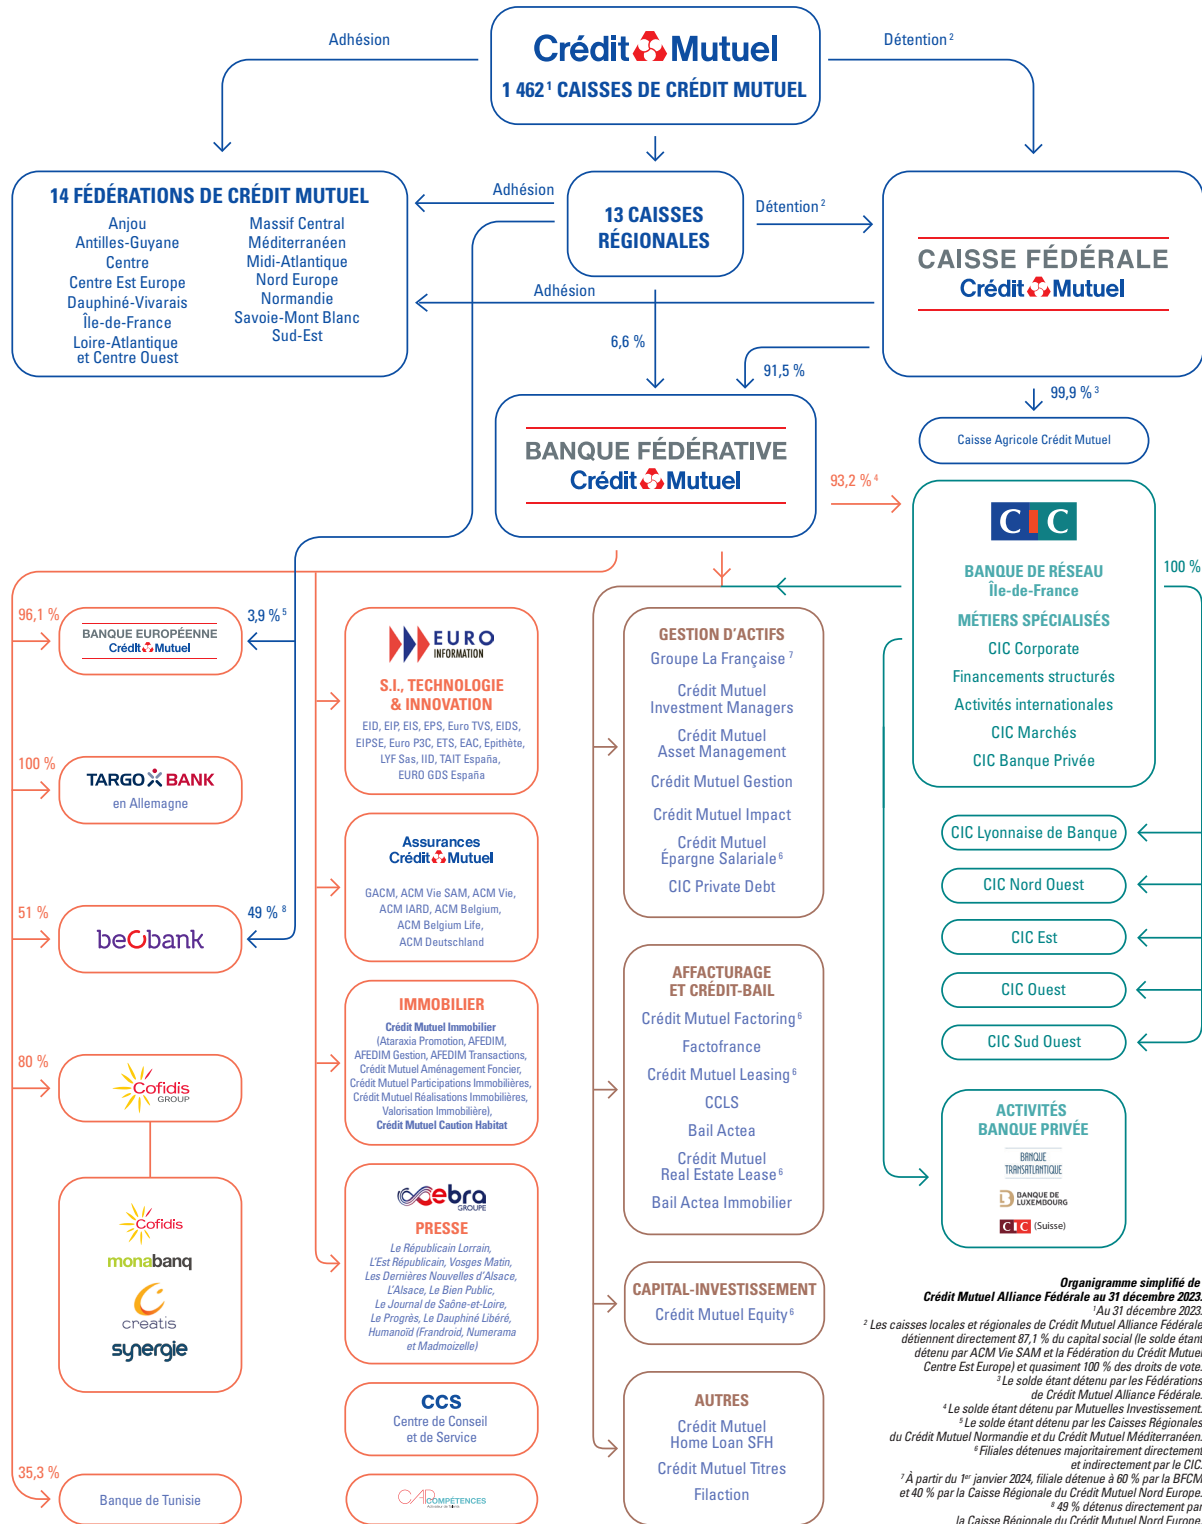 Crédit Mutuel
1 462¹ CAISSES DE CRÉDIT MUTUEL
Adhésion
Détention²
14 FÉDÉRATIONS DE CRÉDIT MUTUEL
Anjou
Antilles-Guyane
Centre
Centre Est Europe
Dauphiné-Vivarais
Île-de-France
Loire-Atlantique
et Centre Ouest
Massif Central
Méditerranéen
Midi-Atlantique
Nord Europe
Normandie
Savoie-Mont Blanc
Sud-Est
Adhésion
13 CAISSES
RÉGIONALES
Détention²
Adhésion
CAISSE FÉDÉRALE
Crédit Mutuel
6,6 %
91,5 %
99,9 %³
Caisse Agricole Crédit Mutuel
BANQUE FÉDÉRATIVE
Crédit Mutuel
93,2 %⁴
CIC
BANQUE DE RÉSEAU
Île-de-France
MÉTIERS SPÉCIALISÉS
CIC Corporate
Financements structurés
Activités internationales
CIC Marchés
CIC Banque Privée
100 %
CIC Lyonnaise de Banque
CIC Nord Ouest
CIC Est
CIC Ouest
CIC Sud Ouest
ACTIVITÉS
BANQUE PRIVÉE
BANQUE
TRANSATLANTIQUE
BANQUE DE
LUXEMBOURG
CIC (Suisse)
96,1 %
BANQUE EUROPÉENNE
Crédit Mutuel
3,9 %⁵
100 %
TARGO BANK
en Allemagne
51 %
beobank
49 %⁸
80 %
Cofidis
GROUP
Cofidis
monabanq
creatis
synergie
35,3 %
Banque de Tunisie
EURO
INFORMATION
S.I., TECHNOLOGIE
& INNOVATION
EID, EIP, EIS, EPS, Euro TVS, EIDS,
EIPSE, Euro P3C, ETS, EAC, Epithète,
LYF Sas, IID, TAIT España,
EURO GDS España
Assurances
Crédit Mutuel
GACM, ACM Vie SAM, ACM Vie,
ACM IARD, ACM Belgium,
ACM Belgium Life,
ACM Deutschland
IMMOBILIER
Crédit Mutuel Immobilier
(Ataraxia Promotion, AFEDIM,
AFEDIM Gestion, AFEDIM Transactions,
Crédit Mutuel Aménagement Foncier,
Crédit Mutuel Participations Immobilières,
Crédit Mutuel Réalisations Immobilières,
Valorisation Immobilière),
Crédit Mutuel Caution Habitat
ebra
GROUPE
PRESSE
Le Républicain Lorrain,
L'Est Républicain, Vosges Matin,
Les Dernières Nouvelles d'Alsace,
L'Alsace, Le Bien Public,
Le Journal de Saône-et-Loire,
Le Progrès, Le Dauphiné Libéré,
Humanoïd (Frandroid, Numerama
et Madmoizelle)
CCS
Centre de Conseil
et de Service
CAP COMPÉTENCES
GESTION D'ACTIFS
Groupe La Française⁷
Crédit Mutuel
Investment Managers
Crédit Mutuel
Asset Management
Crédit Mutuel Gestion
Crédit Mutuel Impact
Crédit Mutuel
Épargne Salariale⁶
CIC Private Debt
AFFACTURAGE
ET CRÉDIT-BAIL
Crédit Mutuel Factoring⁶
Factofrance
Crédit Mutuel Leasing⁶
CCLS
Bail Actea
Crédit Mutuel
Real Estate Lease⁶
Bail Actea Immobilier
CAPITAL-INVESTISSEMENT
Crédit Mutuel Equity⁶
AUTRES
Crédit Mutuel
Home Loan SFH
Crédit Mutuel Titres
Filaction
Organigramme simplifié de
Crédit Mutuel Alliance Fédérale au 31 décembre 2023.
¹ Au 31 décembre 2023.
² Les caisses locales et régionales de Crédit Mutuel Alliance Fédérale
détiennent directement 87,1 % du capital social (le solde étant
détenu par ACM Vie SAM et la Fédération du Crédit Mutuel
Centre Est Europe) et quasiment 100 % des droits de vote.
³ Le solde étant détenu par les Fédérations
de Crédit Mutuel Alliance Fédérale.
⁴ Le solde étant détenu par Mutuelles Investissement.
⁵ Le solde étant détenu par les Caisses Régionales
du Crédit Mutuel Normandie et du Crédit Mutuel Méditerranéen.
⁶ Filiales détenues majoritairement directement
et indirectement par le CIC.
⁷ À partir du 1er janvier 2024, filiale détenue à 60 % par la BFCM
et 40 % par la Caisse Régionale du Crédit Mutuel Nord Europe.
⁸ 49 % détenus directement par
la Caisse Régionale du Crédit Mutuel Nord Europe.